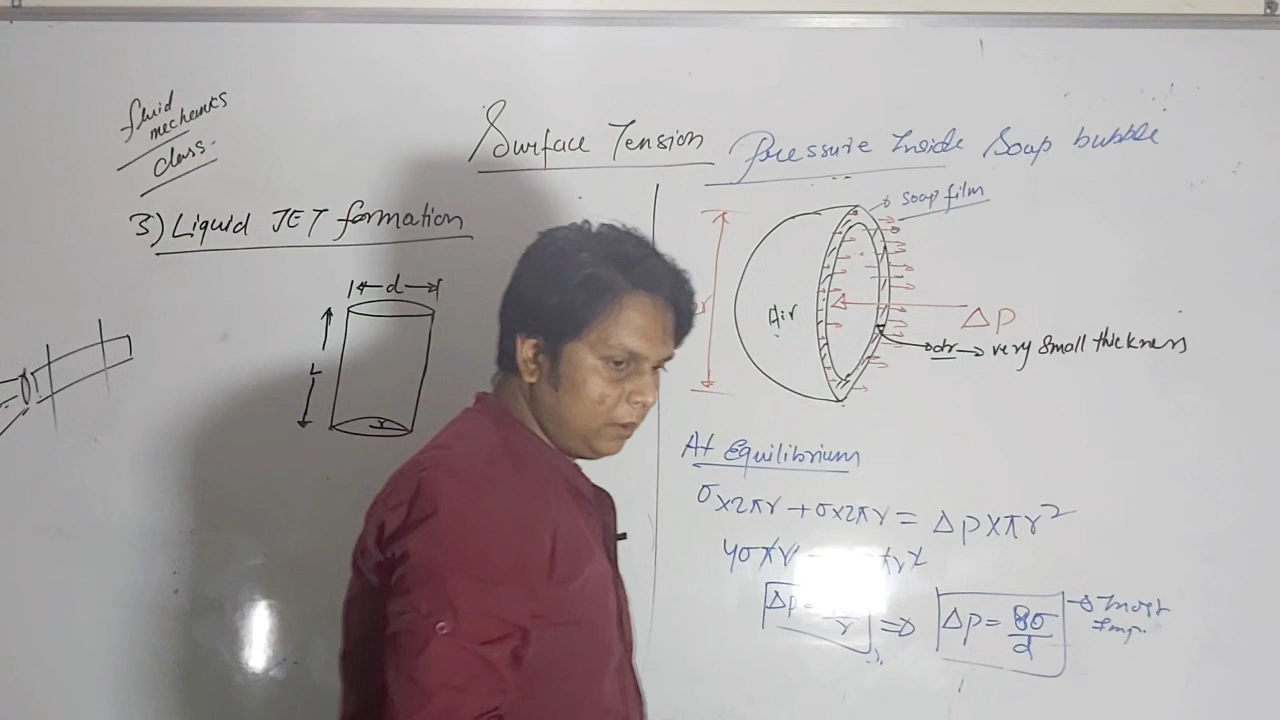 fluid
mechanics
class.
Surface Tension
Pressure Inside Soap bubble
3) Liquid JET formation
d
L
r
soap film
Air
ΔP
dr → very small thickness
At Equilibrium
σ×2πr + σ×2πr = ΔP×πr²
4σπr
ΔP=
r
⇒ ΔP = 8σ/d → most
Imp.